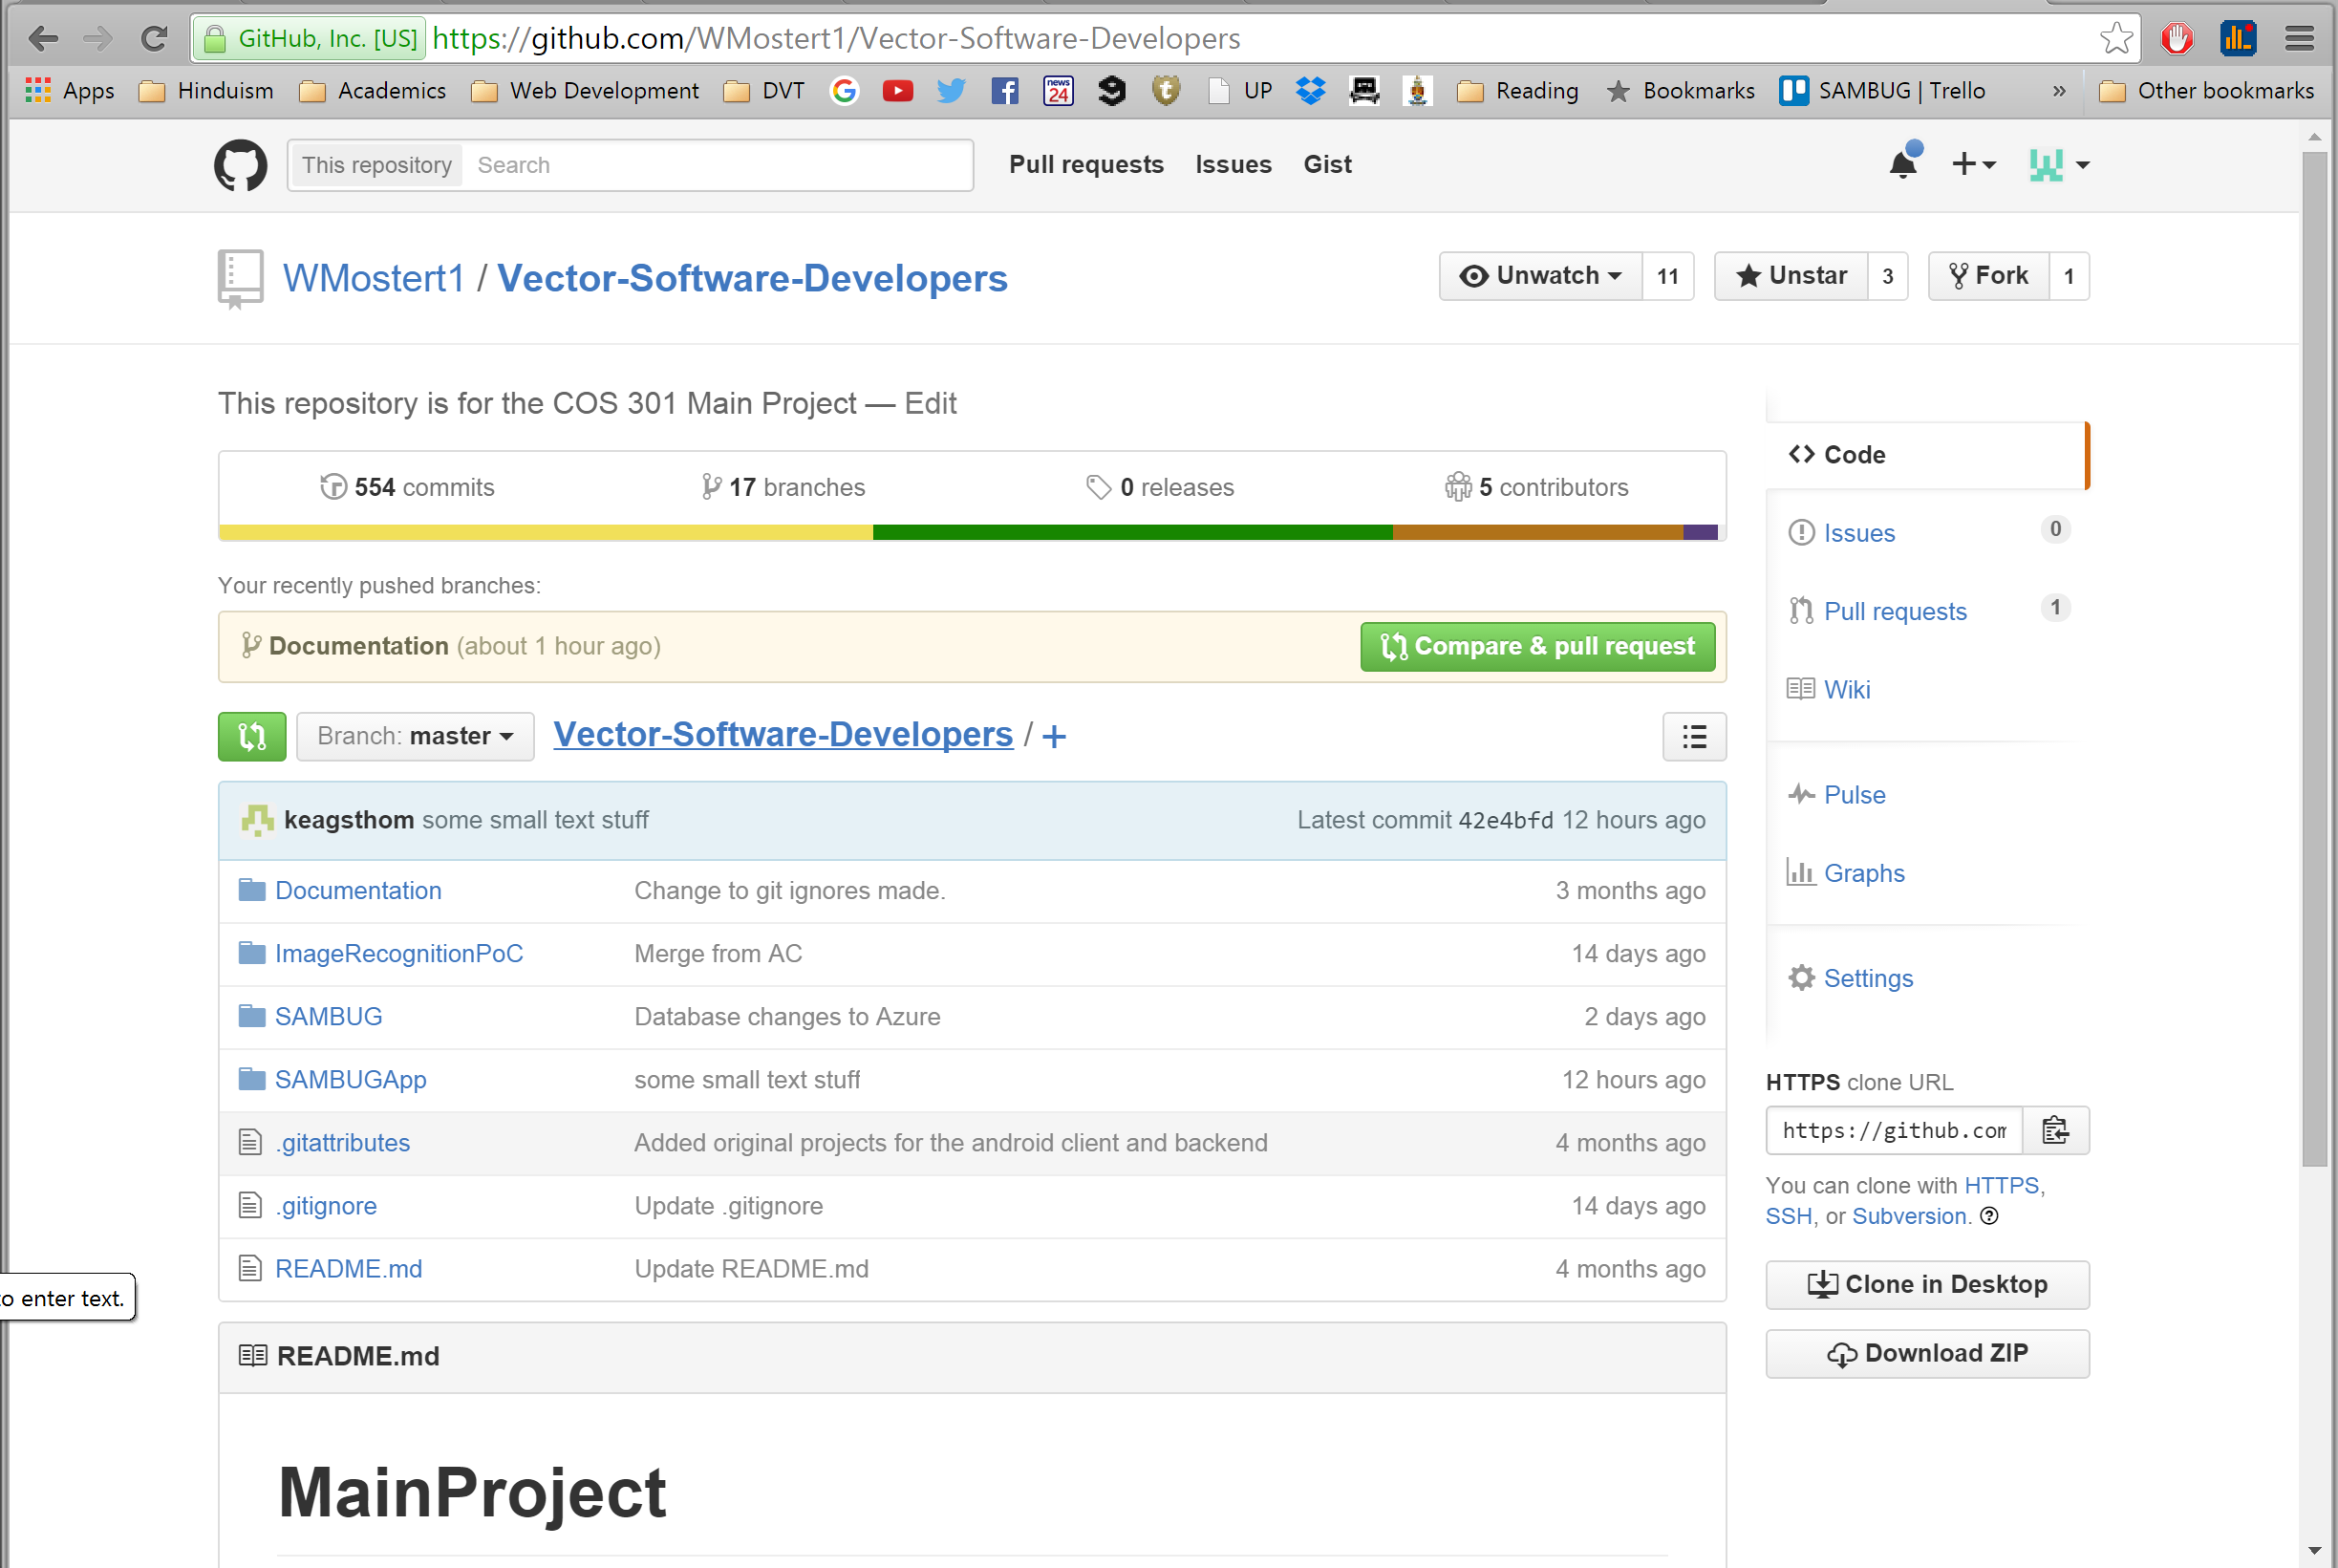 GitHub, Inc. [US] https://github.com/WMostert1/Vector-Software-Developers
Apps Hinduism Academics Web Development DVT news 24 9 t UP Reading Bookmarks SAMBUG | Trello » Other bookmarks
This repository Search Pull requests Issues Gist
WMostert1 / Vector-Software-Developers Unwatch 11 Unstar 3 Fork 1
This repository is for the COS 301 Main Project — Edit
554 commits 17 branches 0 releases 5 contributors
Your recently pushed branches:
Documentation (about 1 hour ago) Compare & pull request
Branch: master Vector-Software-Developers / +
keagsthom some small text stuff Latest commit 42e4bfd 12 hours ago
Documentation Change to git ignores made. 3 months ago
ImageRecognitionPoC Merge from AC 14 days ago
SAMBUG Database changes to Azure 2 days ago
SAMBUGApp some small text stuff 12 hours ago
.gitattributes Added original projects for the android client and backend 4 months ago
.gitignore Update .gitignore 14 days ago
README.md Update README.md 4 months ago
to enter text.
README.md
MainProject
Code
Issues 0
Pull requests 1
Wiki
Pulse
Graphs
Settings
HTTPS clone URL
https://github.com
You can clone with HTTPS,
SSH, or Subversion.
Clone in Desktop
Download ZIP